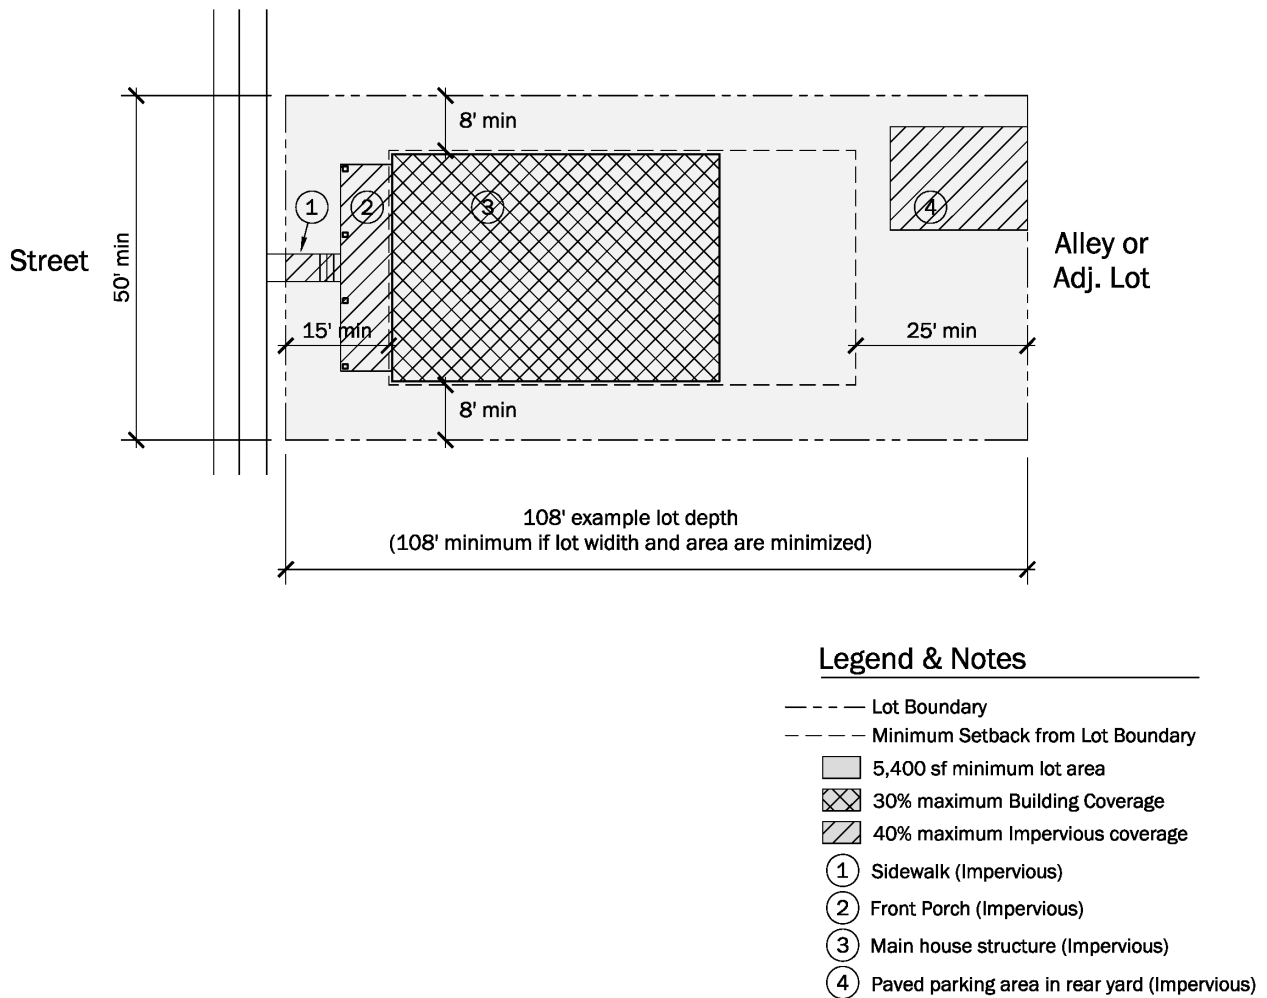 8' min
1
2
3
4
Street
50' min
Alley or
Adj. Lot
15' min
25' min
8' min
108' example lot depth
(108' minimum if lot widith and area are minimized)
Legend & Notes
Lot Boundary
Minimum Setback from Lot Boundary
5,400 sf minimum lot area
30% maximum Building Coverage
40% maximum Impervious coverage
1 Sidewalk (Impervious)
2 Front Porch (Impervious)
3 Main house structure (Impervious)
4 Paved parking area in rear yard (Impervious)